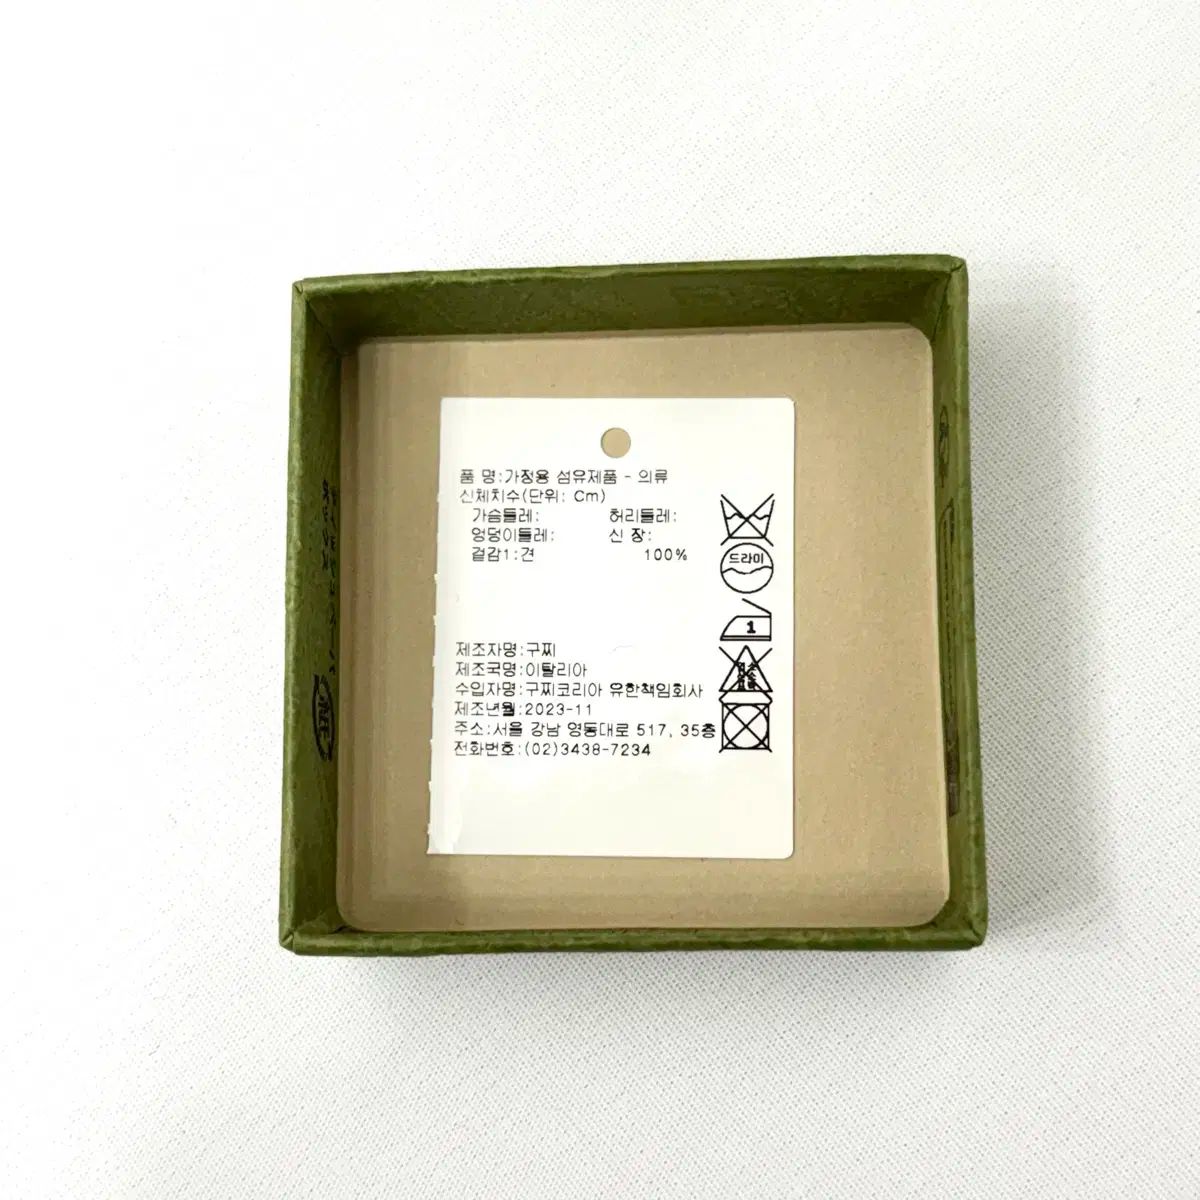 품 명:가정용 섬유제품 - 의류
신체치수(단위: Cm)
가슴둘레: 허리둘레:
엉덩이둘레: 신 장:
겉감1:견 100%
드라이
1
제조자명:구찌
제조국명:이탈리아
수입자명:구찌코리아 유한책임회사
제조년월:2023-11
주소:서울 강남 영동대로 517, 35층
전화번호:(02)3438-7234